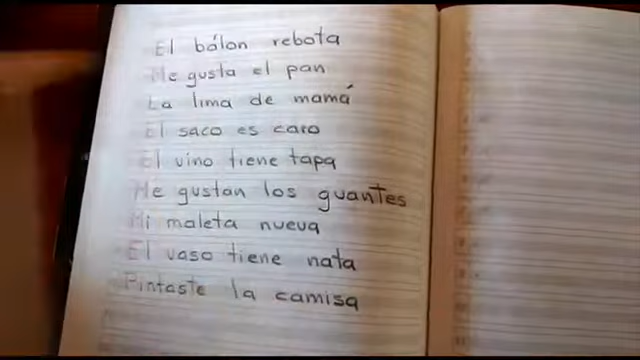 El bálon rebota
Me gusta el pan
La lima de mamá
El saco es caro
El vino tiene tapa
Me gustan los guantes
Mi maleta nueva
El vaso tiene nata
Pintaste la camisa